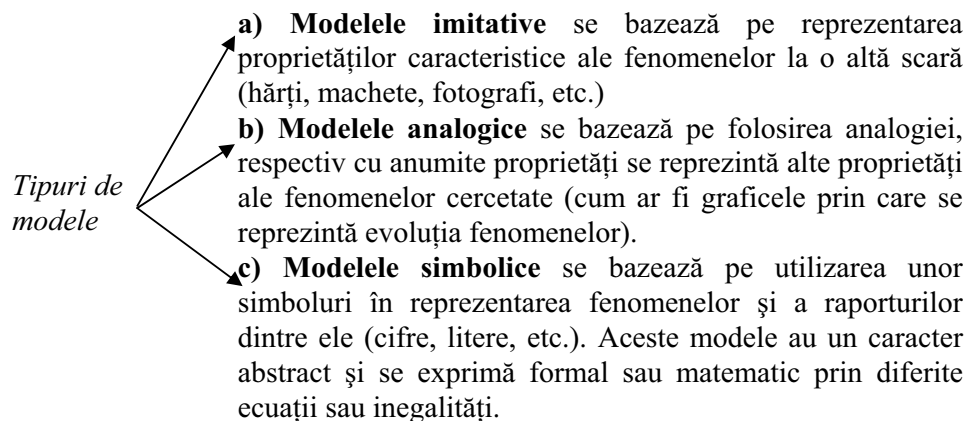 a) Modelele imitative se bazează pe reprezentarea
proprietăților caracteristice ale fenomenelor la o altă scară
(hărți, machete, fotografi, etc.)
b) Modelele analogice se bazează pe folosirea analogiei,
respectiv cu anumite proprietăți se reprezintă alte proprietăți
ale fenomenelor cercetate (cum ar fi graficele prin care se
reprezintă evoluția fenomenelor).
Tipuri de
modele
c) Modelele simbolice se bazează pe utilizarea unor
simboluri în reprezentarea fenomenelor şi a raporturilor
dintre ele (cifre, litere, etc.). Aceste modele au un caracter
abstract şi se exprimă formal sau matematic prin diferite
ecuații sau inegalități.